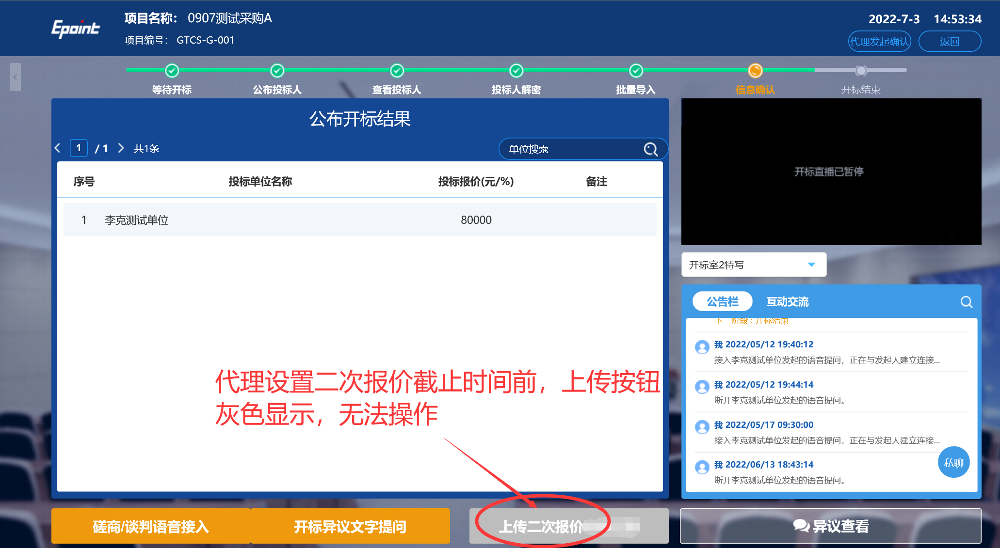 Epoint
项目名称： 0907测试采购A
项目编号： GTCS-G-001
2022-7-3 14:53:34
代理发起确认 返回
等待开标 公布投标人 查看投标人 投标人解密 批量导入 信息确认 开标结束
公布开标结果
1 / 1 共1条
单位搜索
序号 投标单位名称 投标报价(元/%) 备注
1 李克测试单位 80000
代理设置二次报价截止时间前，上传按钮
灰色显示，无法操作
开标直播已暂停
开标室2特写
公告栏 互动交流
下一阶段：开标结束
我 2022/05/12 19:40:12
接入李克测试单位发起的语音提问，正在与发起人建立连接...
我 2022/05/12 19:44:14
断开李克测试单位发起的语音提问。
我 2022/05/17 09:30:00
接入李克测试单位发起的语音提问，正在与发起人建立连接...
我 2022/06/13 18:43:14
断开李克测试单位发起的语音提问。
私聊
磋商/谈判语音接入 开标异议文字提问 上传二次报价 异议查看